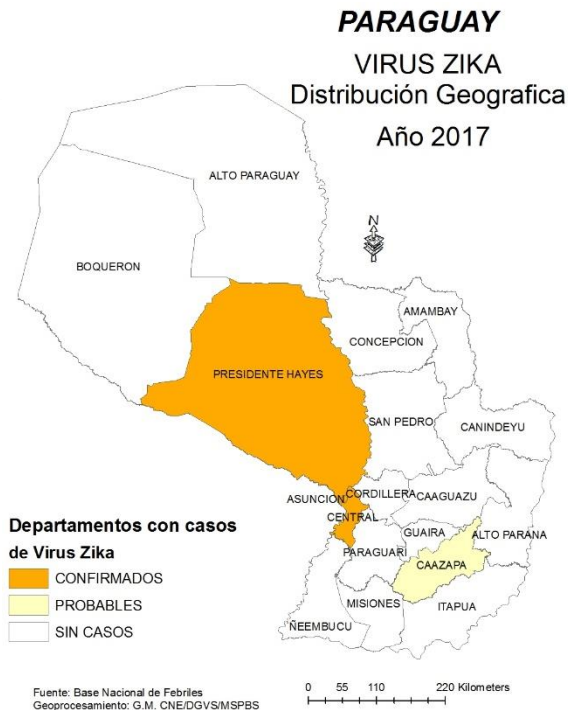 PARAGUAY
VIRUS ZIKA
Distribución Geografica
Año 2017
ALTO PARAGUAY
N
BOQUERON
AMAMBAY
CONCEPCION
PRESIDENTE HAYES
SAN PEDRO
CANINDEYU
ASUNCION
CORDILLERA
CAAGUAZU
CENTRAL
GUAIRA
ALTO PARANA
PARAGUARI
CAAZAPA
MISIONES
ITAPUA
ÑEEMBUCU
Departamentos con casos
de Virus Zika
CONFIRMADOS
PROBABLES
SIN CASOS
Fuente: Base Nacional de Febriles
Geoprocesamiento: G.M. CNE/DGVS/MSPBS
0 55 110 220 Kilometers